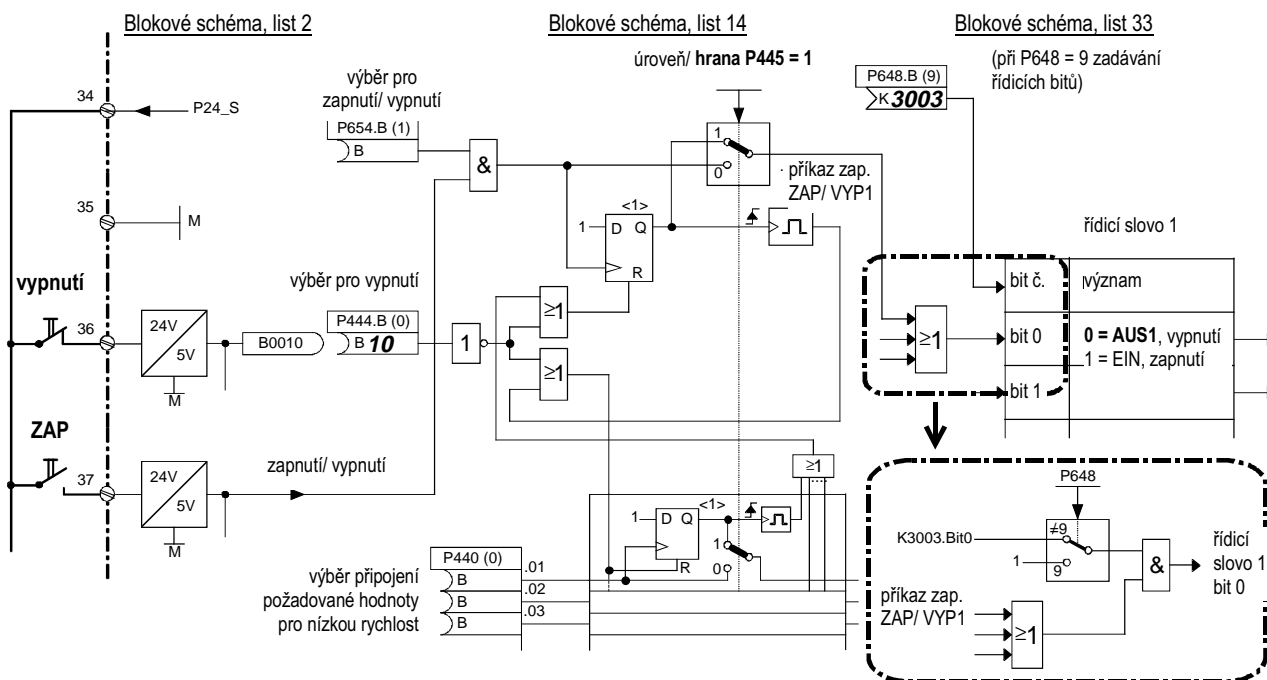 Blokové schéma, list 2
Blokové schéma, list 14
Blokové schéma, list 33
úroveň/ hrana P445 = 1
(při P648 = 9 zadávání
řídicích bitů)
výběr pro
zapnutí/ vypnutí
P648.B (9)
K 3003
34
P24_S
P654.B (1)
B
&
1
0
příkaz zap.
ZAP/ VYP1
35
M
<1>
1
D Q
R
řídicí slovo 1
vypnutí
výběr pro vypnutí
bit č.
význam
36
24V
5V
M
B0010
P444.B (0)
B 10
1
≥1
≥1
≥1
bit 0
0 = AUS1, vypnutí
1 = EIN, zapnutí
bit 1
ZAP
37
24V
5V
M
zapnutí/ vypnutí
≥1
P648
<1>
1
D Q
R
1
0
K3003.Bit0
≠9
1
9
&
řídicí
slovo 1
bit 0
P440 (0)
výběr připojení
B
.01
požadované hodnoty
B
.02
pro nízkou rychlost
B
.03
příkaz zap.
ZAP/ VYP1
≥1